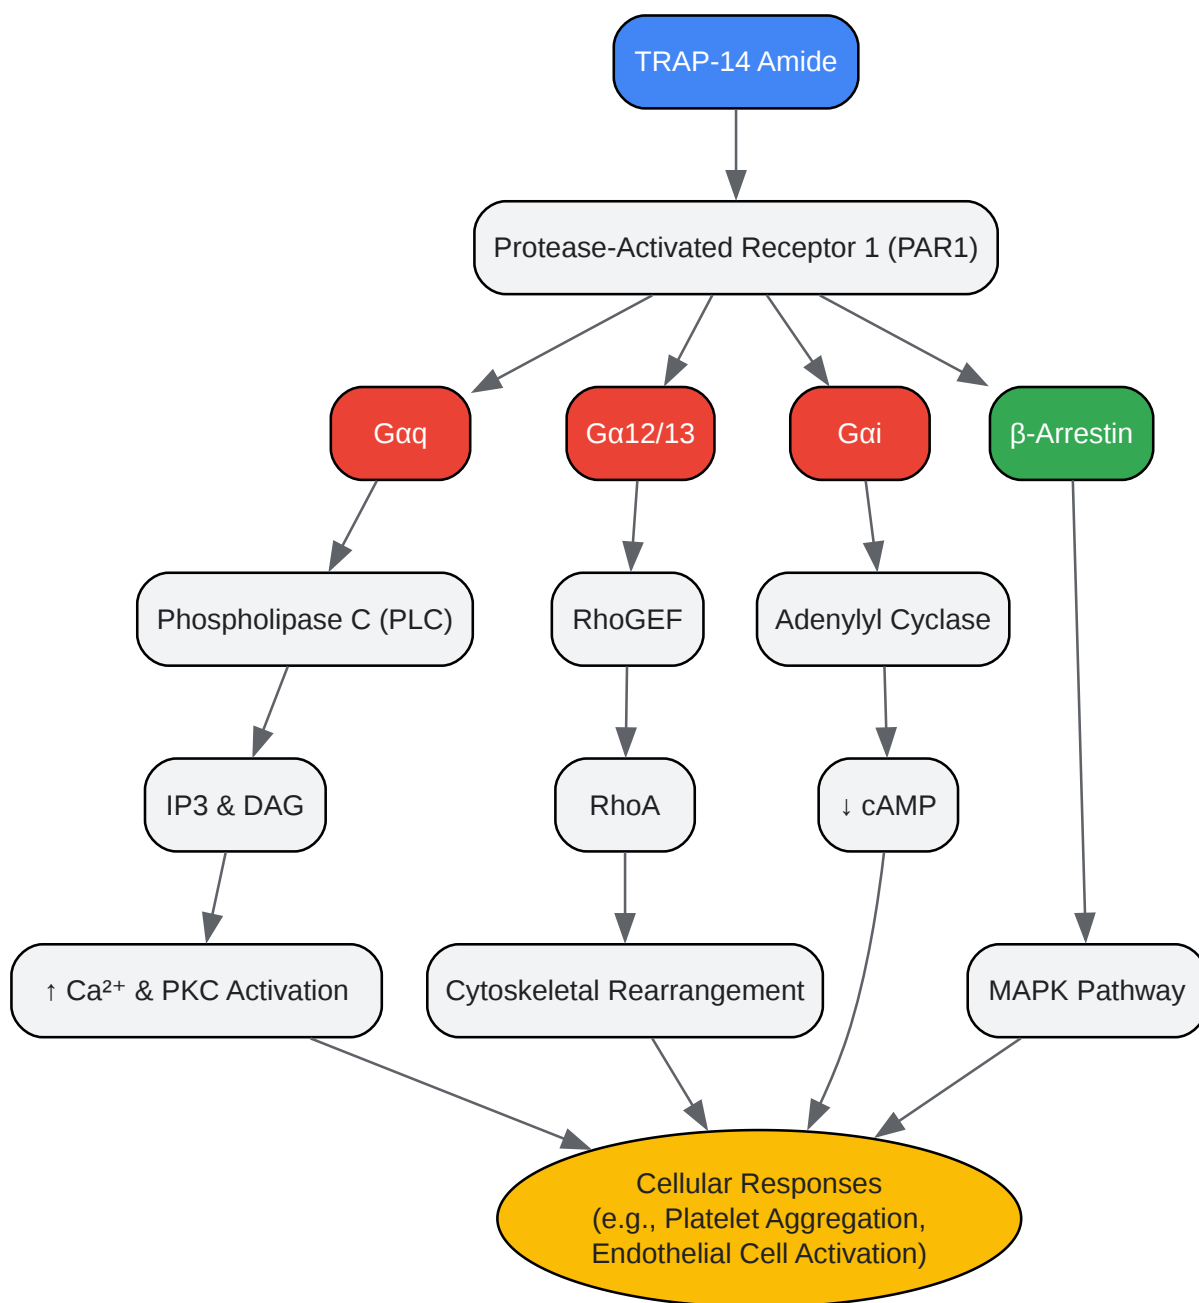 TRAP-14 Amide
Protease-Activated Receptor 1 (PAR1)
Gαq
Gα12/13
Gαi
β-Arrestin
Phospholipase C (PLC)
RhoGEF
Adenylyl Cyclase
IP3 & DAG
RhoA
↓ cAMP
↑ Ca²⁺ & PKC Activation
Cytoskeletal Rearrangement
MAPK Pathway
Cellular Responses
(e.g., Platelet Aggregation,
Endothelial Cell Activation)